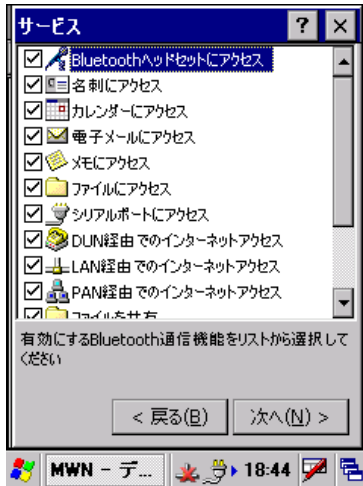 サービス
Bluetoothヘッドセットにアクセス
名刺にアクセス
カレンダーにアクセス
電子メールにアクセス
メモにアクセス
ファイルにアクセス
シリアルポートにアクセス
DUN経由でのインターネットアクセス
LAN経由でのインターネットアクセス
PAN経由でのインターネットアクセス
ファイルを共有
有効にするBluetooth通信機能をリストから選択して
ください
< 戻る(B)
次へ(N) >
MWN - デ...
18:44